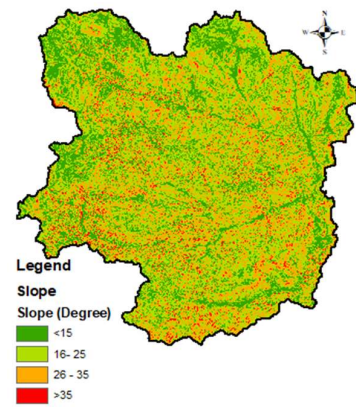 N
W E
S
Legend
Slope
Slope (Degree)
<15
16- 25
26 - 35
>35